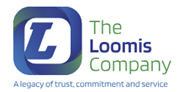 L
The
Loomis
Company
A legacy of trust, commitment and service